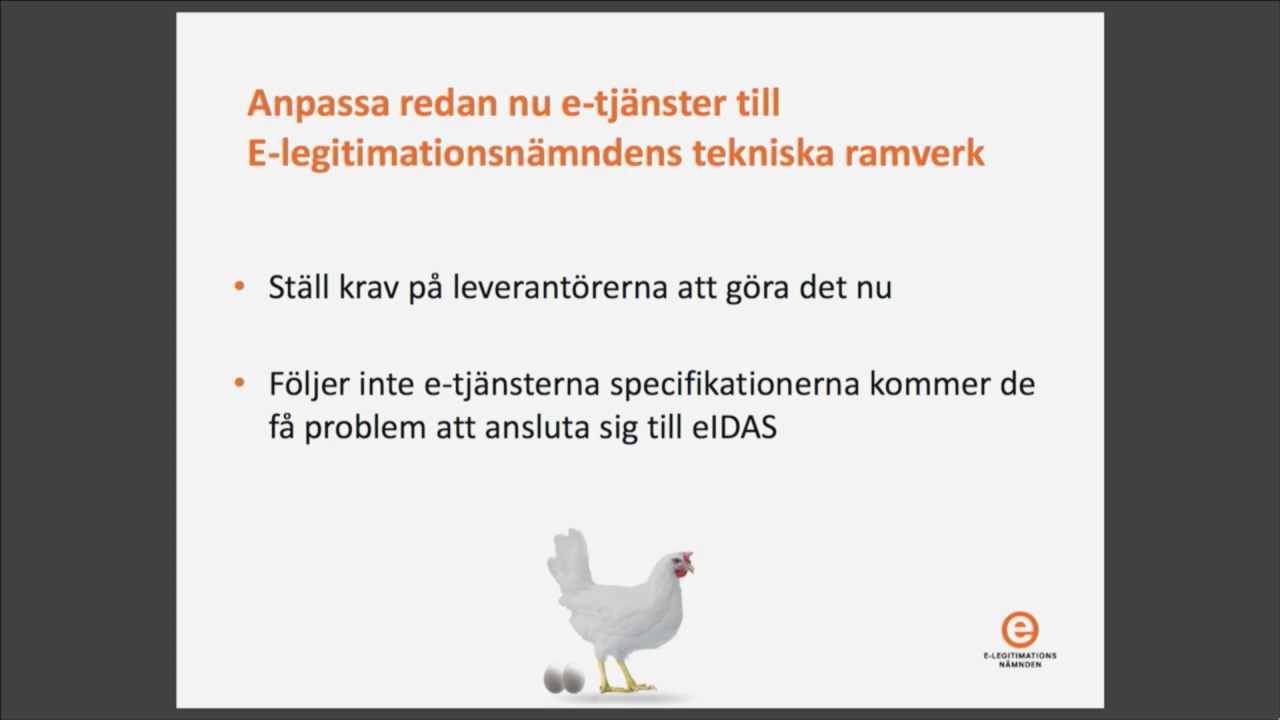 Anpassa redan nu e-tjänster till
E-legitimationsnämndens tekniska ramverk
• Ställ krav på leverantörerna att göra det nu
• Följer inte e-tjänsterna specifikationerna kommer de
få problem att ansluta sig till eIDAS
e
E-LEGITIMATIONS
NÄMNDEN